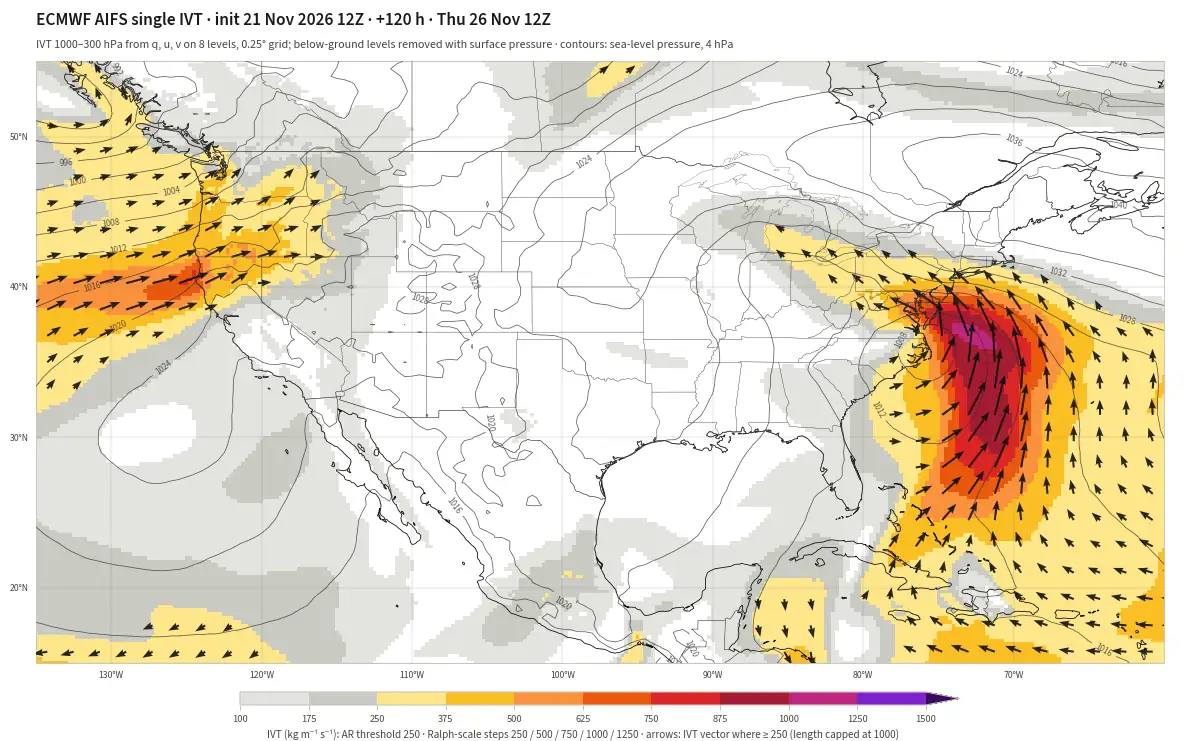 ECMWF AIFS single IVT · init 21 Nov 2026 12Z · +120 h · Thu 26 Nov 12Z
IVT 1000–300 hPa from q, u, v on 8 levels, 0.25° grid; below-ground levels removed with surface pressure · contours: sea-level pressure, 4 hPa
1016
1024
50°N
1036
996
1024
1000
1004
1040
1008
1012
1032
40°N
1016
1028
1020
1028
1020
1008
1024
1012
30°N
1020
1016
20°N
1020
1020
1016
130°W
120°W
110°W
100°W
90°W
80°W
70°W
100
175
250
375
500
625
750
875
1000
1250
1500
IVT (kg m⁻¹ s⁻¹): AR threshold 250 · Ralph-scale steps 250 / 500 / 750 / 1000 / 1250 · arrows: IVT vector where ≥ 250 (length capped at 1000)